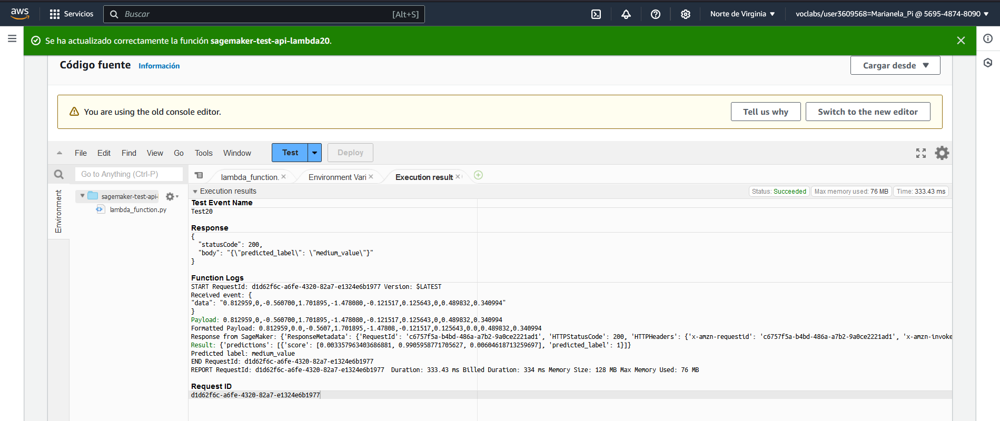 aws Servicios Buscar [Alt+S] Norte de Virginia voclabs/user3609568=Marianela_Pi @ 5695-4874-8090
Se ha actualizado correctamente la función sagemaker-test-api-lambda20.
Código fuente Información Cargar desde
You are using the old console editor. Tell us why Switch to the new editor
File Edit Find View Go Tools Window Test Deploy
Go to Anything (Ctrl-P) lambda_function. Environment Vari Execution result
Execution results Status: Succeeded Max memory used: 76 MB Time: 333.43 ms
Environment
sagemaker-test-api-
lambda_function.py
Test Event Name
Test20
Response
{
"statusCode": 200,
"body": "{\"predicted_label\": \"medium_value\"}"
}
Function Logs
START RequestId: d1d62f6c-a6fe-4320-82a7-e1324e6b1977 Version: $LATEST
Received event: {
"data": "0.812959,0,-0.560700,1.701895,-1.478080,-0.121517,0.125643,0,0.489832,0.340994"
}
Payload: 0.812959,0,-0.560700,1.701895,-1.478080,-0.121517,0.125643,0,0.489832,0.340994
Formatted Payload: 0.812959,0.0,-0.5607,1.701895,-1.47808,-0.121517,0.125643,0.0,0.489832,0.340994
Response from SageMaker: {'ResponseMetadata': {'RequestId': 'c6757f5a-b4bd-486a-a7b2-9a0ce2221ad1', 'HTTPStatusCode': 200, 'HTTPHeaders': {'x-amzn-requestid': 'c6757f5a-b4bd-486a-a7b2-9a0ce2221ad1', 'x-amzn-invoke
Result: {'predictions': [{'score': [0.003357963403686881, 0.9905958771705627, 0.00604618713259697], 'predicted_label': 1}]}
Predicted label: medium_value
END RequestId: d1d62f6c-a6fe-4320-82a7-e1324e6b1977
REPORT RequestId: d1d62f6c-a6fe-4320-82a7-e1324e6b1977 Duration: 333.43 ms Billed Duration: 334 ms Memory Size: 128 MB Max Memory Used: 76 MB
Request ID
d1d62f6c-a6fe-4320-82a7-e1324e6b1977